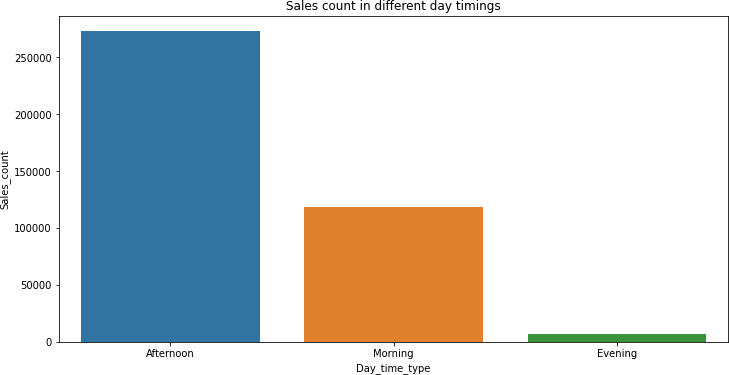 Sales count in different day timings
Sales_count
250000
200000
150000
100000
50000
0
Afternoon
Morning
Evening
Day_time_type